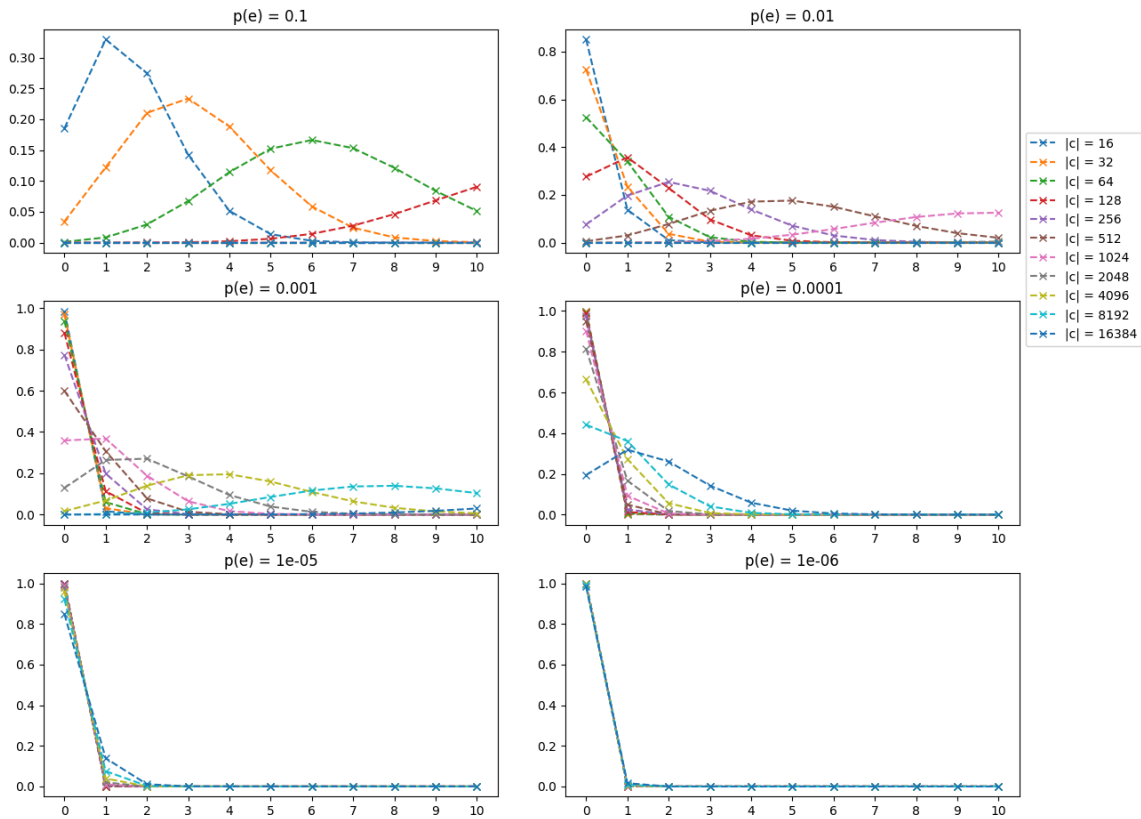 p(e) = 0.1
0.30
0.25
0.20
0.15
0.10
0.05
0.00
0 1 2 3 4 5 6 7 8 9 10
p(e) = 0.01
0.8
0.6
0.4
0.2
0.0
0 1 2 3 4 5 6 7 8 9 10
|c| = 16
|c| = 32
|c| = 64
|c| = 128
|c| = 256
|c| = 512
|c| = 1024
|c| = 2048
|c| = 4096
|c| = 8192
|c| = 16384
p(e) = 0.001
1.0
0.8
0.6
0.4
0.2
0.0
0 1 2 3 4 5 6 7 8 9 10
p(e) = 0.0001
1.0
0.8
0.6
0.4
0.2
0.0
0 1 2 3 4 5 6 7 8 9 10
p(e) = 1e-05
1.0
0.8
0.6
0.4
0.2
0.0
0 1 2 3 4 5 6 7 8 9 10
p(e) = 1e-06
1.0
0.8
0.6
0.4
0.2
0.0
0 1 2 3 4 5 6 7 8 9 10